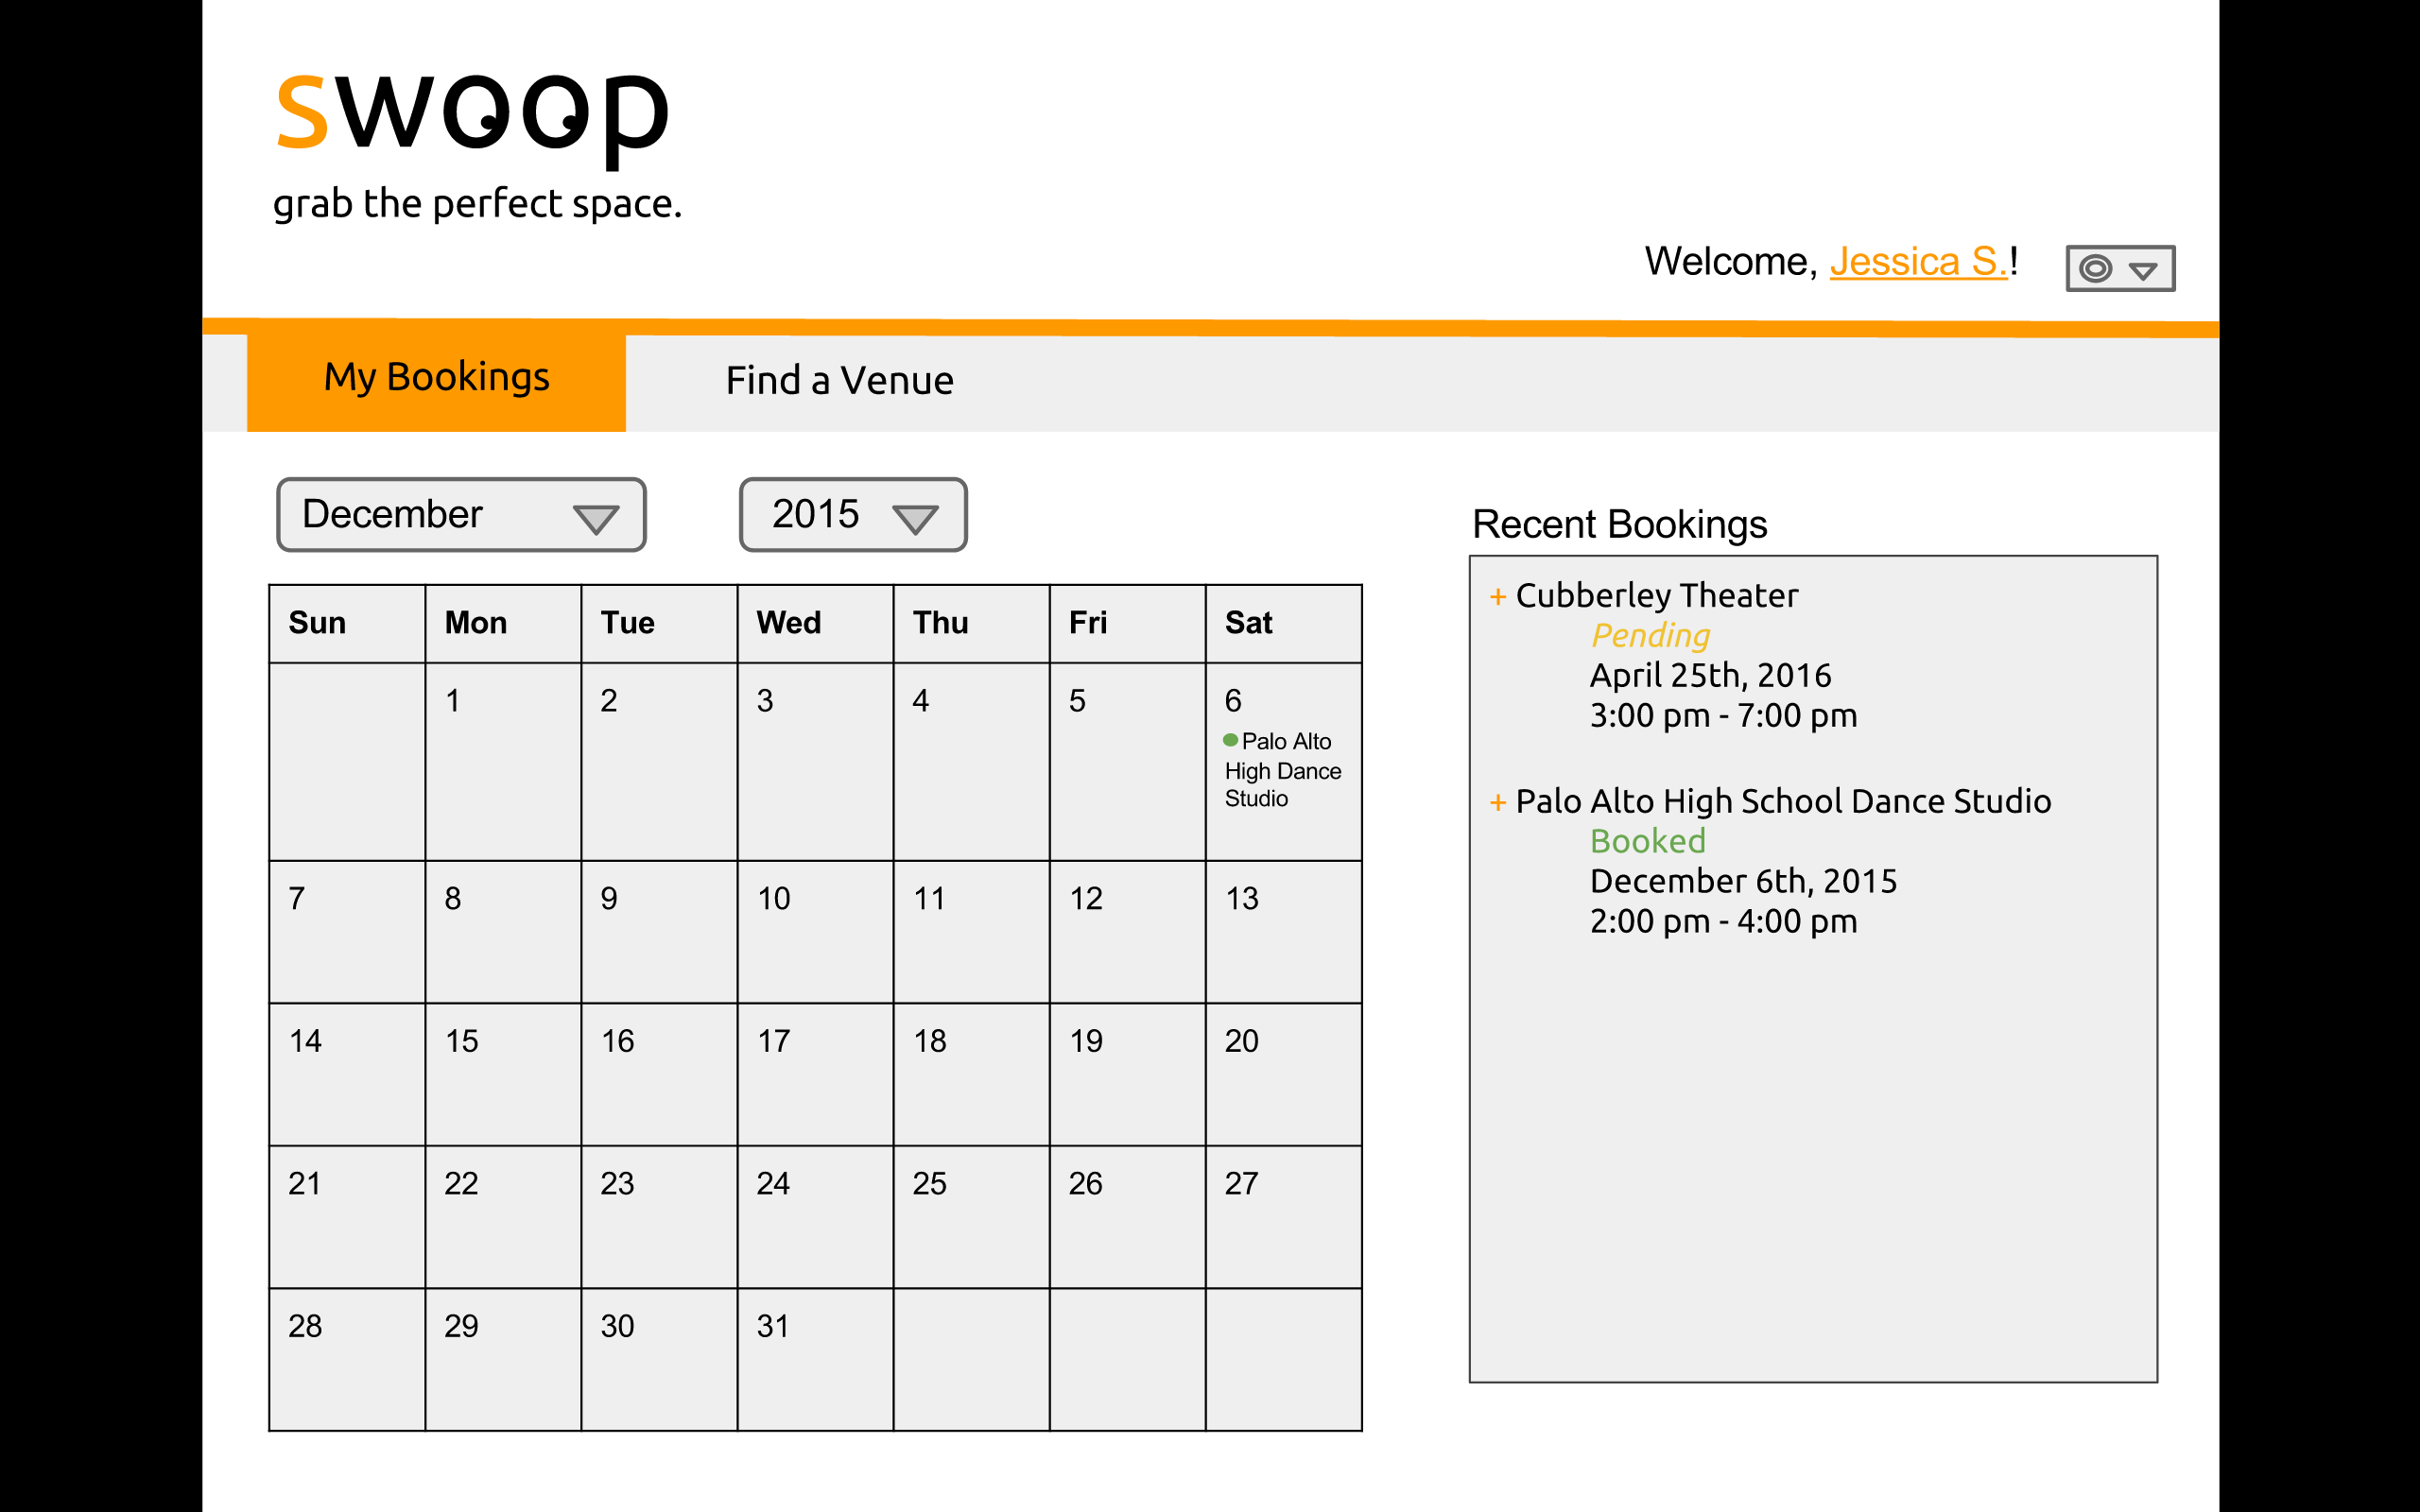 swoop
grab the perfect space.
Welcome, Jessica S.!
My Bookings
Find a Venue
December
2015
Sun Mon Tue Wed Thu Fri Sat
1 2 3 4 5 6
Palo Alto
High Dance
Studio
7 8 9 10 11 12 13
14 15 16 17 18 19 20
21 22 23 24 25 26 27
28 29 30 31
Recent Bookings
+ Cubberley Theater
Pending
April 25th, 2016
3:00 pm - 7:00 pm
+ Palo Alto High School Dance Studio
Booked
December 6th, 2015
2:00 pm - 4:00 pm